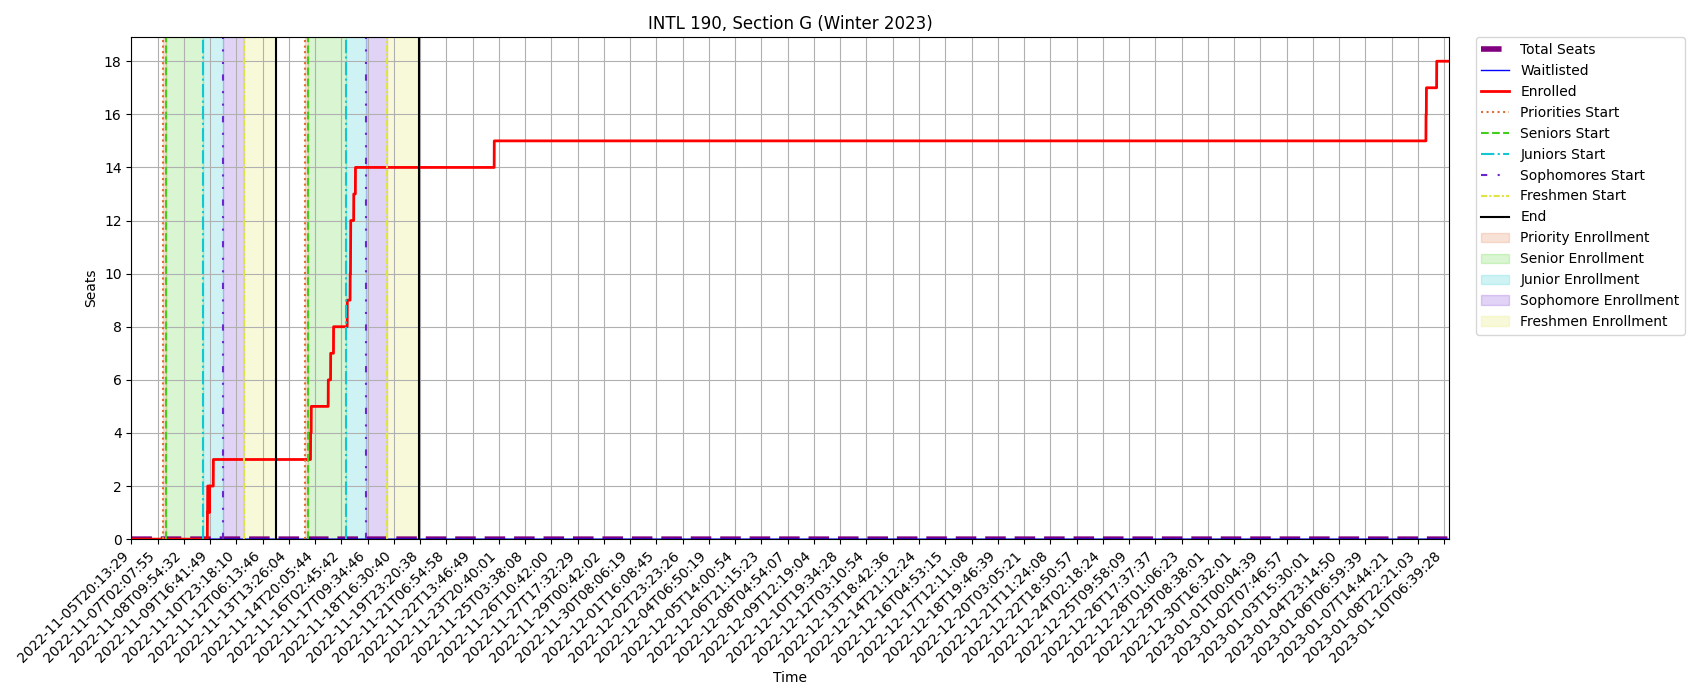 INTL 190, Section G (Winter 2023)
Seats
18
16
14
12
10
8
6
4
2
0
2022-11-05T20:13:29
2022-11-07T02:07:55
2022-11-08T09:54:32
2022-11-09T16:41:49
2022-11-10T23:18:10
2022-11-12T06:13:46
2022-11-13T13:26:04
2022-11-14T20:05:44
2022-11-16T02:45:42
2022-11-17T09:34:46
2022-11-18T16:30:40
2022-11-19T23:20:38
2022-11-21T06:54:58
2022-11-22T13:46:49
2022-11-23T20:40:01
2022-11-25T03:38:08
2022-11-26T10:42:00
2022-11-27T17:32:29
2022-11-29T00:42:02
2022-11-30T08:06:19
2022-12-01T16:08:45
2022-12-02T23:23:26
2022-12-04T06:50:19
2022-12-05T14:00:54
2022-12-06T21:15:23
2022-12-08T04:54:07
2022-12-09T12:19:04
2022-12-10T19:34:28
2022-12-12T03:10:54
2022-12-13T18:42:36
2022-12-14T21:12:24
2022-12-16T04:53:15
2022-12-17T12:11:08
2022-12-18T19:46:39
2022-12-20T03:05:21
2022-12-21T11:24:08
2022-12-22T18:50:57
2022-12-24T02:18:24
2022-12-25T09:58:09
2022-12-26T17:37:37
2022-12-28T01:06:23
2022-12-29T08:38:01
2022-12-30T16:32:01
2023-01-01T00:04:39
2023-01-02T07:46:57
2023-01-03T15:30:01
2023-01-04T23:14:50
2023-01-06T06:59:39
2023-01-07T14:44:21
2023-01-08T22:21:03
2023-01-10T06:39:28
Time
Total Seats
Waitlisted
Enrolled
Priorities Start
Seniors Start
Juniors Start
Sophomores Start
Freshmen Start
End
Priority Enrollment
Senior Enrollment
Junior Enrollment
Sophomore Enrollment
Freshmen Enrollment